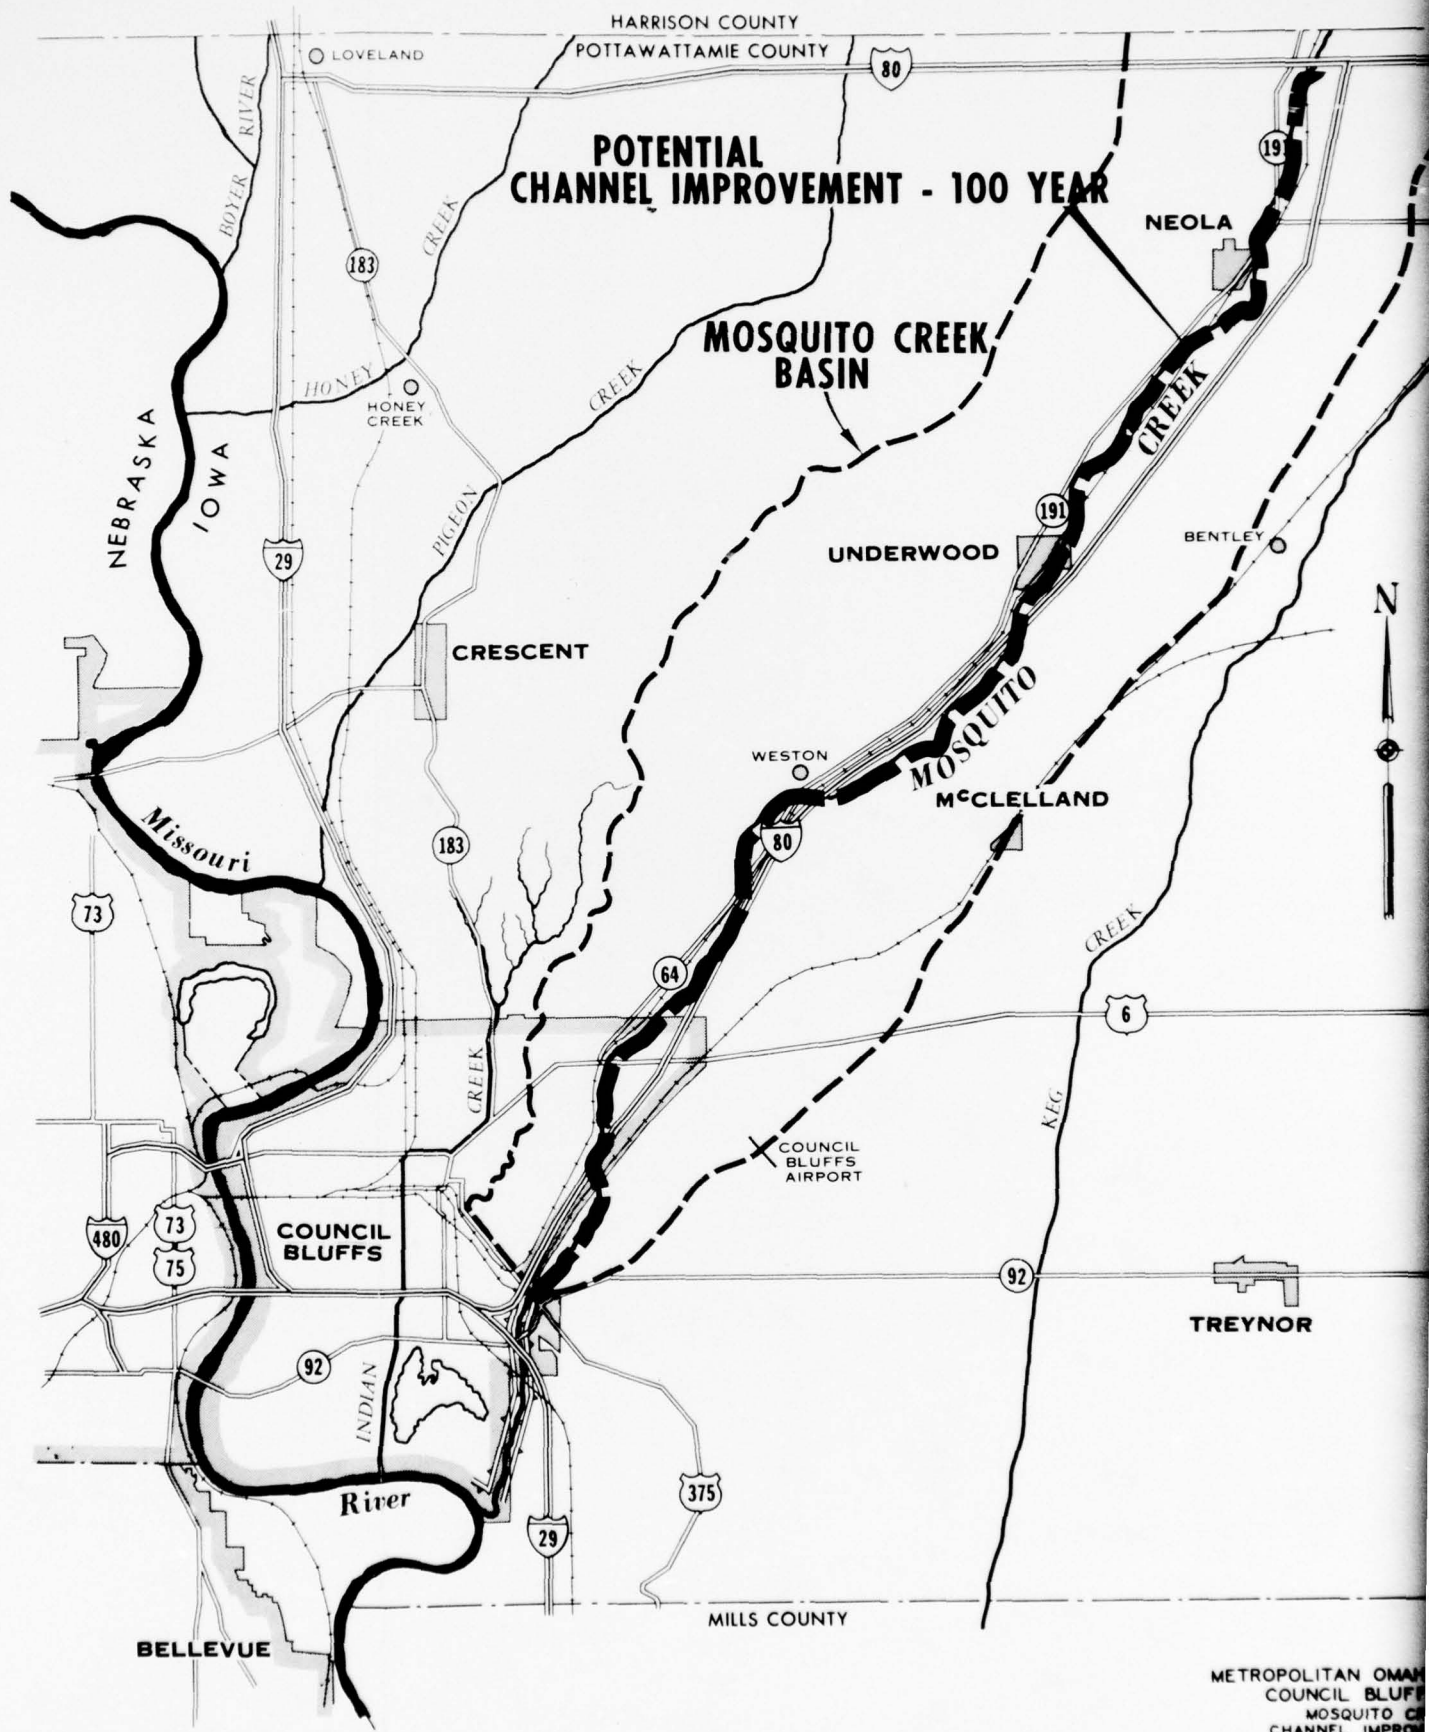 HARRISON COUNTY
POTTAWATTAMIE COUNTY
LOVELAND
80
RIVER
BOYER
POTENTIAL
CHANNEL IMPROVEMENT - 100 YEAR
191
NEOLA
CREEK
183
MOSQUITO CREEK
BASIN
HONEY
HONEY
CREEK
CREEK
CREEK
NEBRASKA
IOWA
PIGEON
191
29
UNDERWOOD
BENTLEY
N
CRESCENT
MOSQUITO
WESTON
MCCLELLAND
Missouri
183
80
73
CREEK
64
6
CREEK
KEG
COUNCIL
BLUFFS
AIRPORT
480
73
75
COUNCIL
BLUFFS
92
TREYNOR
92
INDIAN
375
River
29
MILLS COUNTY
BELLEVUE
METROPOLITAN
COUNCIL
MOSQUITO
CHANNEL